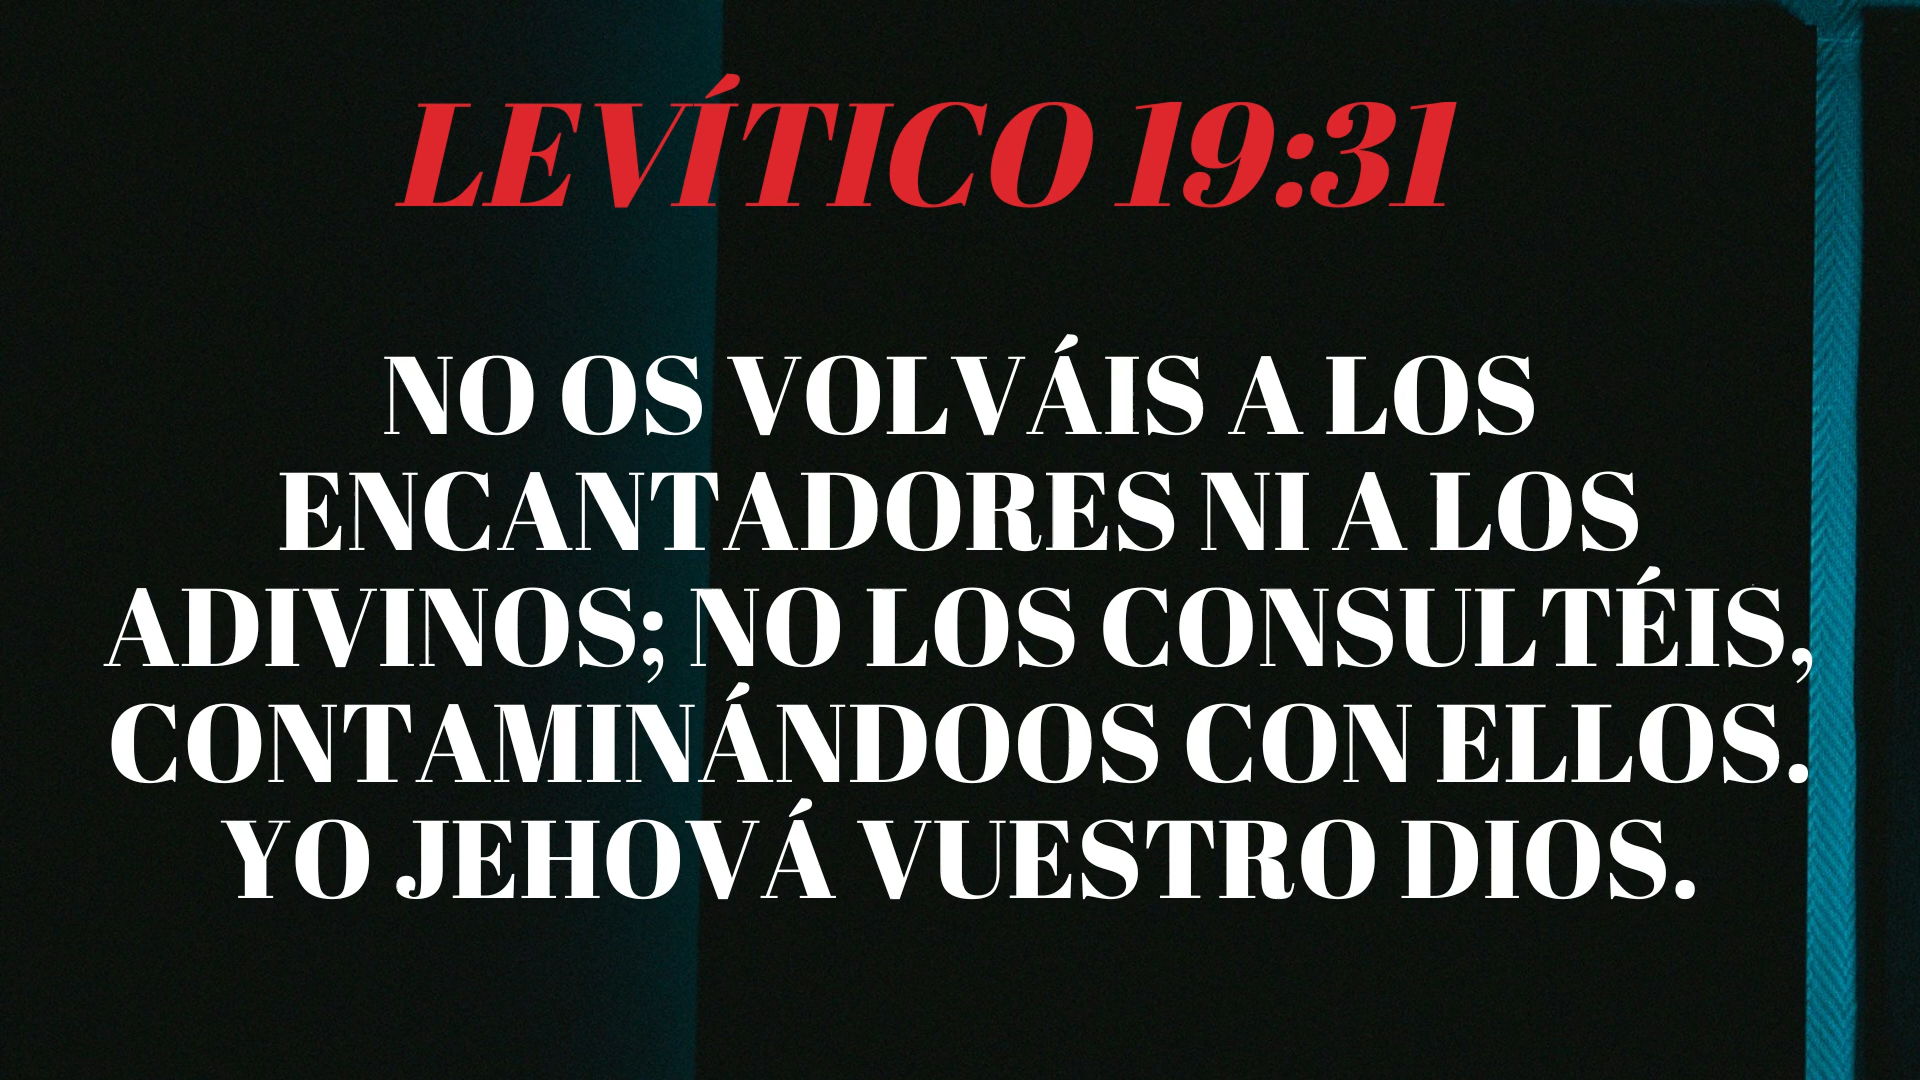 LEVÍTICO 19:31
NO OS VOLVÁIS A LOS
ENCANTADORES NI A LOS
ADIVINOS; NO LOS CONSULTÉIS,
CONTAMINÁNDOOS CON ELLOS.
YO JEHOVÁ VUESTRO DIOS.